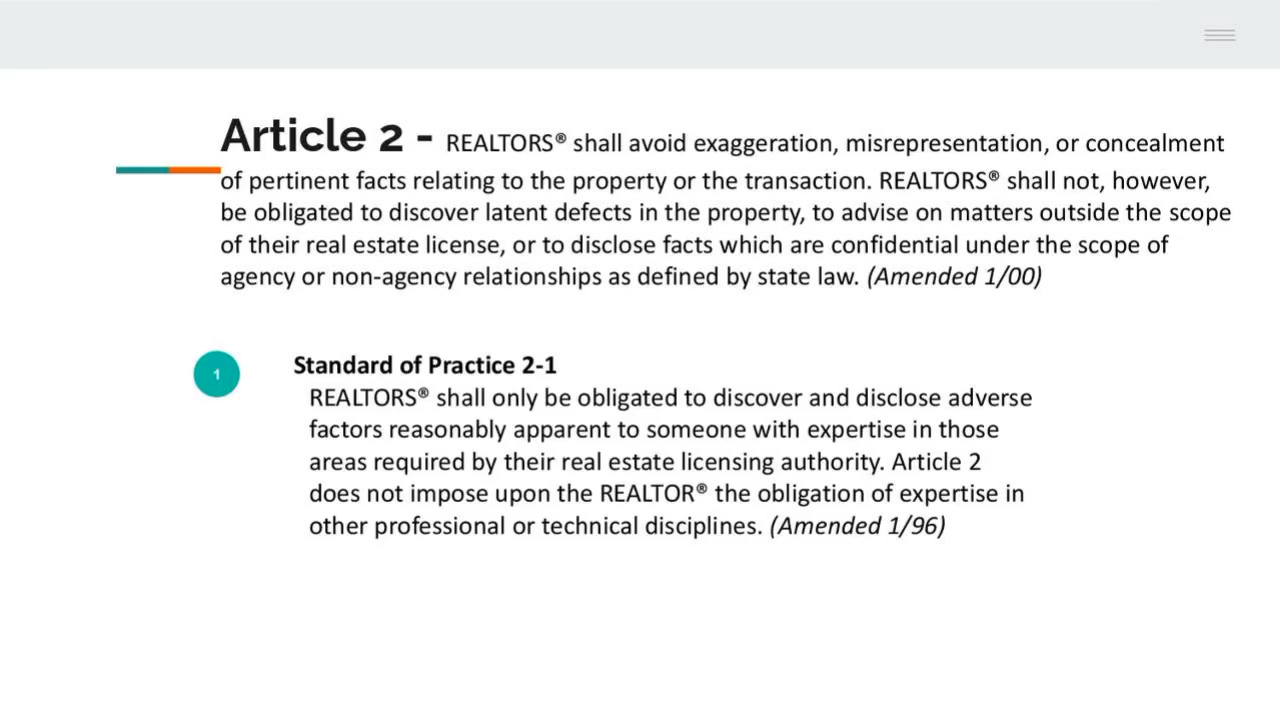 Article 2 - REALTORS® shall avoid exaggeration, misrepresentation, or concealment
of pertinent facts relating to the property or the transaction. REALTORS® shall not, however,
be obligated to discover latent defects in the property, to advise on matters outside the scope
of their real estate license, or to disclose facts which are confidential under the scope of
agency or non-agency relationships as defined by state law. (Amended 1/00)
1
Standard of Practice 2-1
REALTORS® shall only be obligated to discover and disclose adverse
factors reasonably apparent to someone with expertise in those
areas required by their real estate licensing authority. Article 2
does not impose upon the REALTOR® the obligation of expertise in
other professional or technical disciplines. (Amended 1/96)